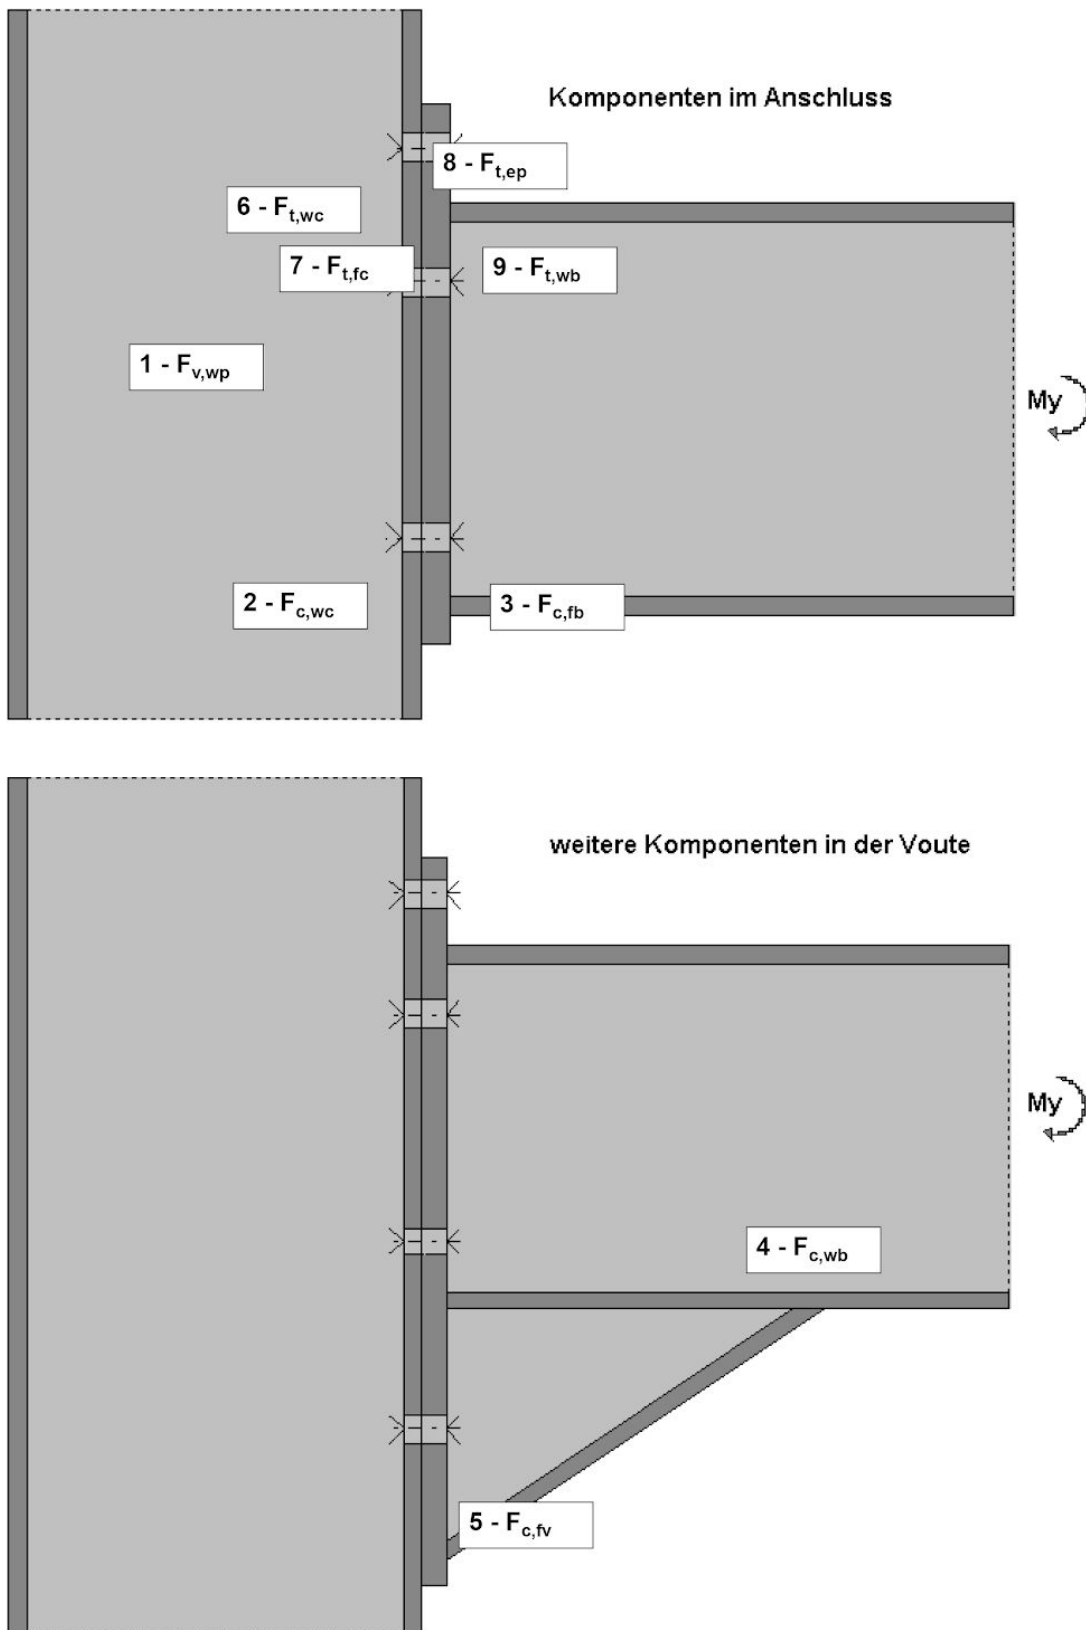 Komponenten im Anschluss
8 - Ft,ep
6 - Ft,wc
7 - Ft,fc
9 - Ft,wb
1 - Fv,wp
My
2 - Fc,wc
3 - Fc,fb
weitere Komponenten in der Voute
My
4 - Fc,wb
5 - Fc,fv